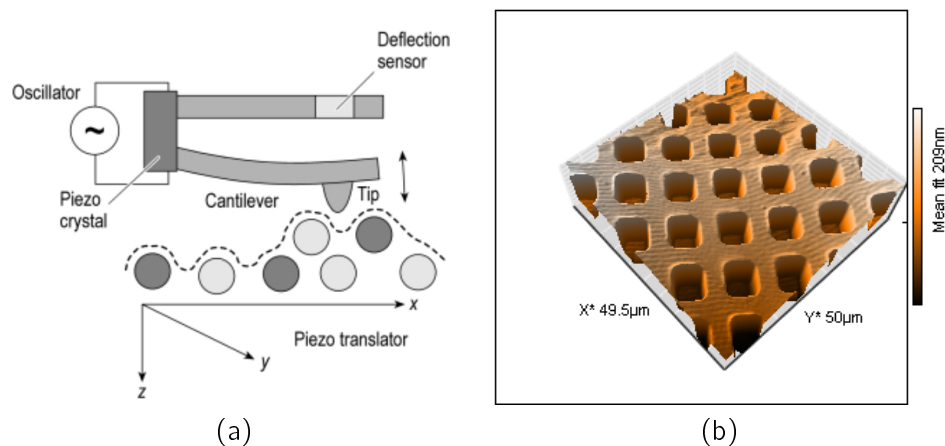 Deflection
sensor
Oscillator
~
Piezo
crystal
Cantilever
Tip
x
Piezo translator
y
z
(a)
Mean fit 209nm
X* 49.5µm
Y* 50µm
(b)